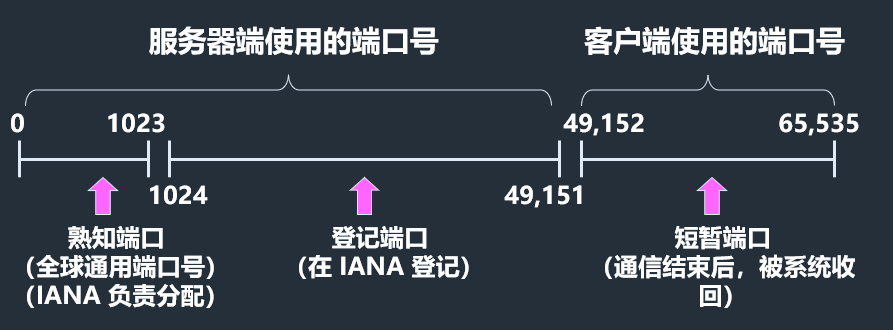 服务器端使用的端口号
客户端使用的端口号
0
1023
49,152
65,535
1024
49,151
熟知端口
（全球通用端口号）
（IANA 负责分配）
登记端口
（在 IANA 登记）
短暂端口
（通信结束后，被系统收
回）